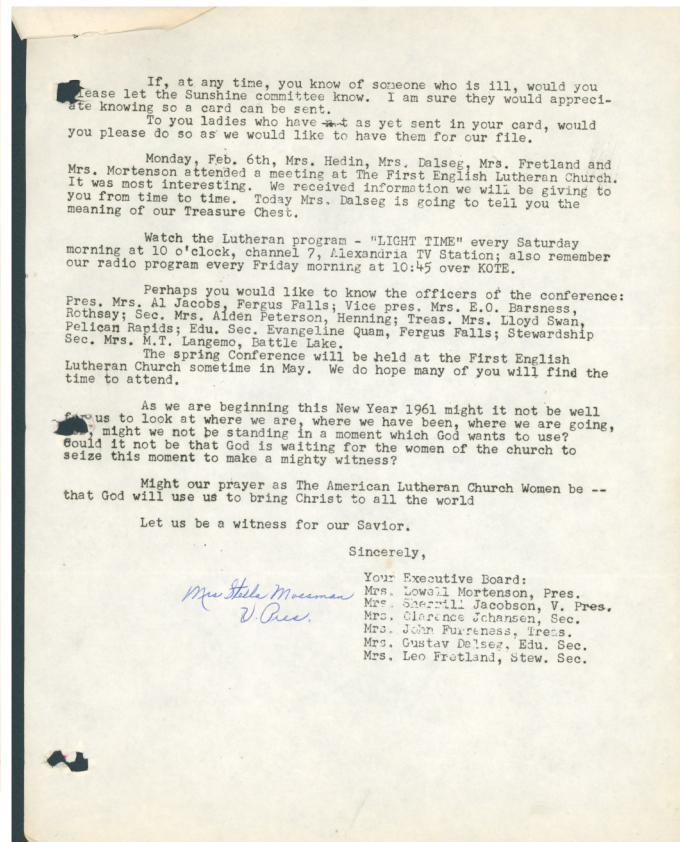 If, at any time, you know of someone who is ill, would you
please let the Sunshine committee know. I am sure they would appreci-
ate knowing so a card can be sent.
To you ladies who have not as yet sent in your card, would
you please do so as we would like to have them for our file.
Monday, Feb. 6th, Mrs. Hedin, Mrs. Dalseg, Mrs. Fretland and
Mrs. Mortenson attended a meeting at The First English Lutheran Church.
It was most interesting. We received information we will be giving to
you from time to time. Today Mrs. Dalseg is going to tell you the
meaning of our Treasure Chest.
Watch the Lutheran program - "LIGHT TIME" every Saturday
morning at 10 o'clock, channel 7, Alexandria TV Station; also remember
our radio program every Friday morning at 10:45 over KOTE.
Perhaps you would like to know the officers of the conference:
Pres. Mrs. Al Jacobs, Fergus Falls; Vice pres. Mrs. E.O. Barsness,
Rothsay; Sec. Mrs. Alden Peterson, Henning; Treas. Mrs. Lloyd Swan,
Pelican Rapids; Edu. Sec. Evangeline Quam, Fergus Falls; Stewardship
Sec. Mrs. M.T. Langemo, Battle Lake.
The spring Conference will be held at the First English
Lutheran Church sometime in May. We do hope many of you will find the
time to attend.
As we are beginning this New Year 1961 might it not be well
for us to look at where we are, where we have been, where we are going,
might we not be standing in a moment which God wants to use?
Could it not be that God is waiting for the women of the church to
seize this moment to make a mighty witness?
Might our prayer as The American Lutheran Church Women be --
that God will use us to bring Christ to all the world
Let us be a witness for our Savior.
Sincerely,
Your Executive Board:
Mrs. Lowell Mortenson, Pres.
Mrs. Sherrill Jacobson, V. Pres.
Mrs. Clarence Johansen, Sec.
Mrs. John Furreness, Treas.
Mrs. Gustav Dalseg, Edu. Sec.
Mrs. Leo Fretland, Stew. Sec.
Mrs Stella Mossman
V. Pres.